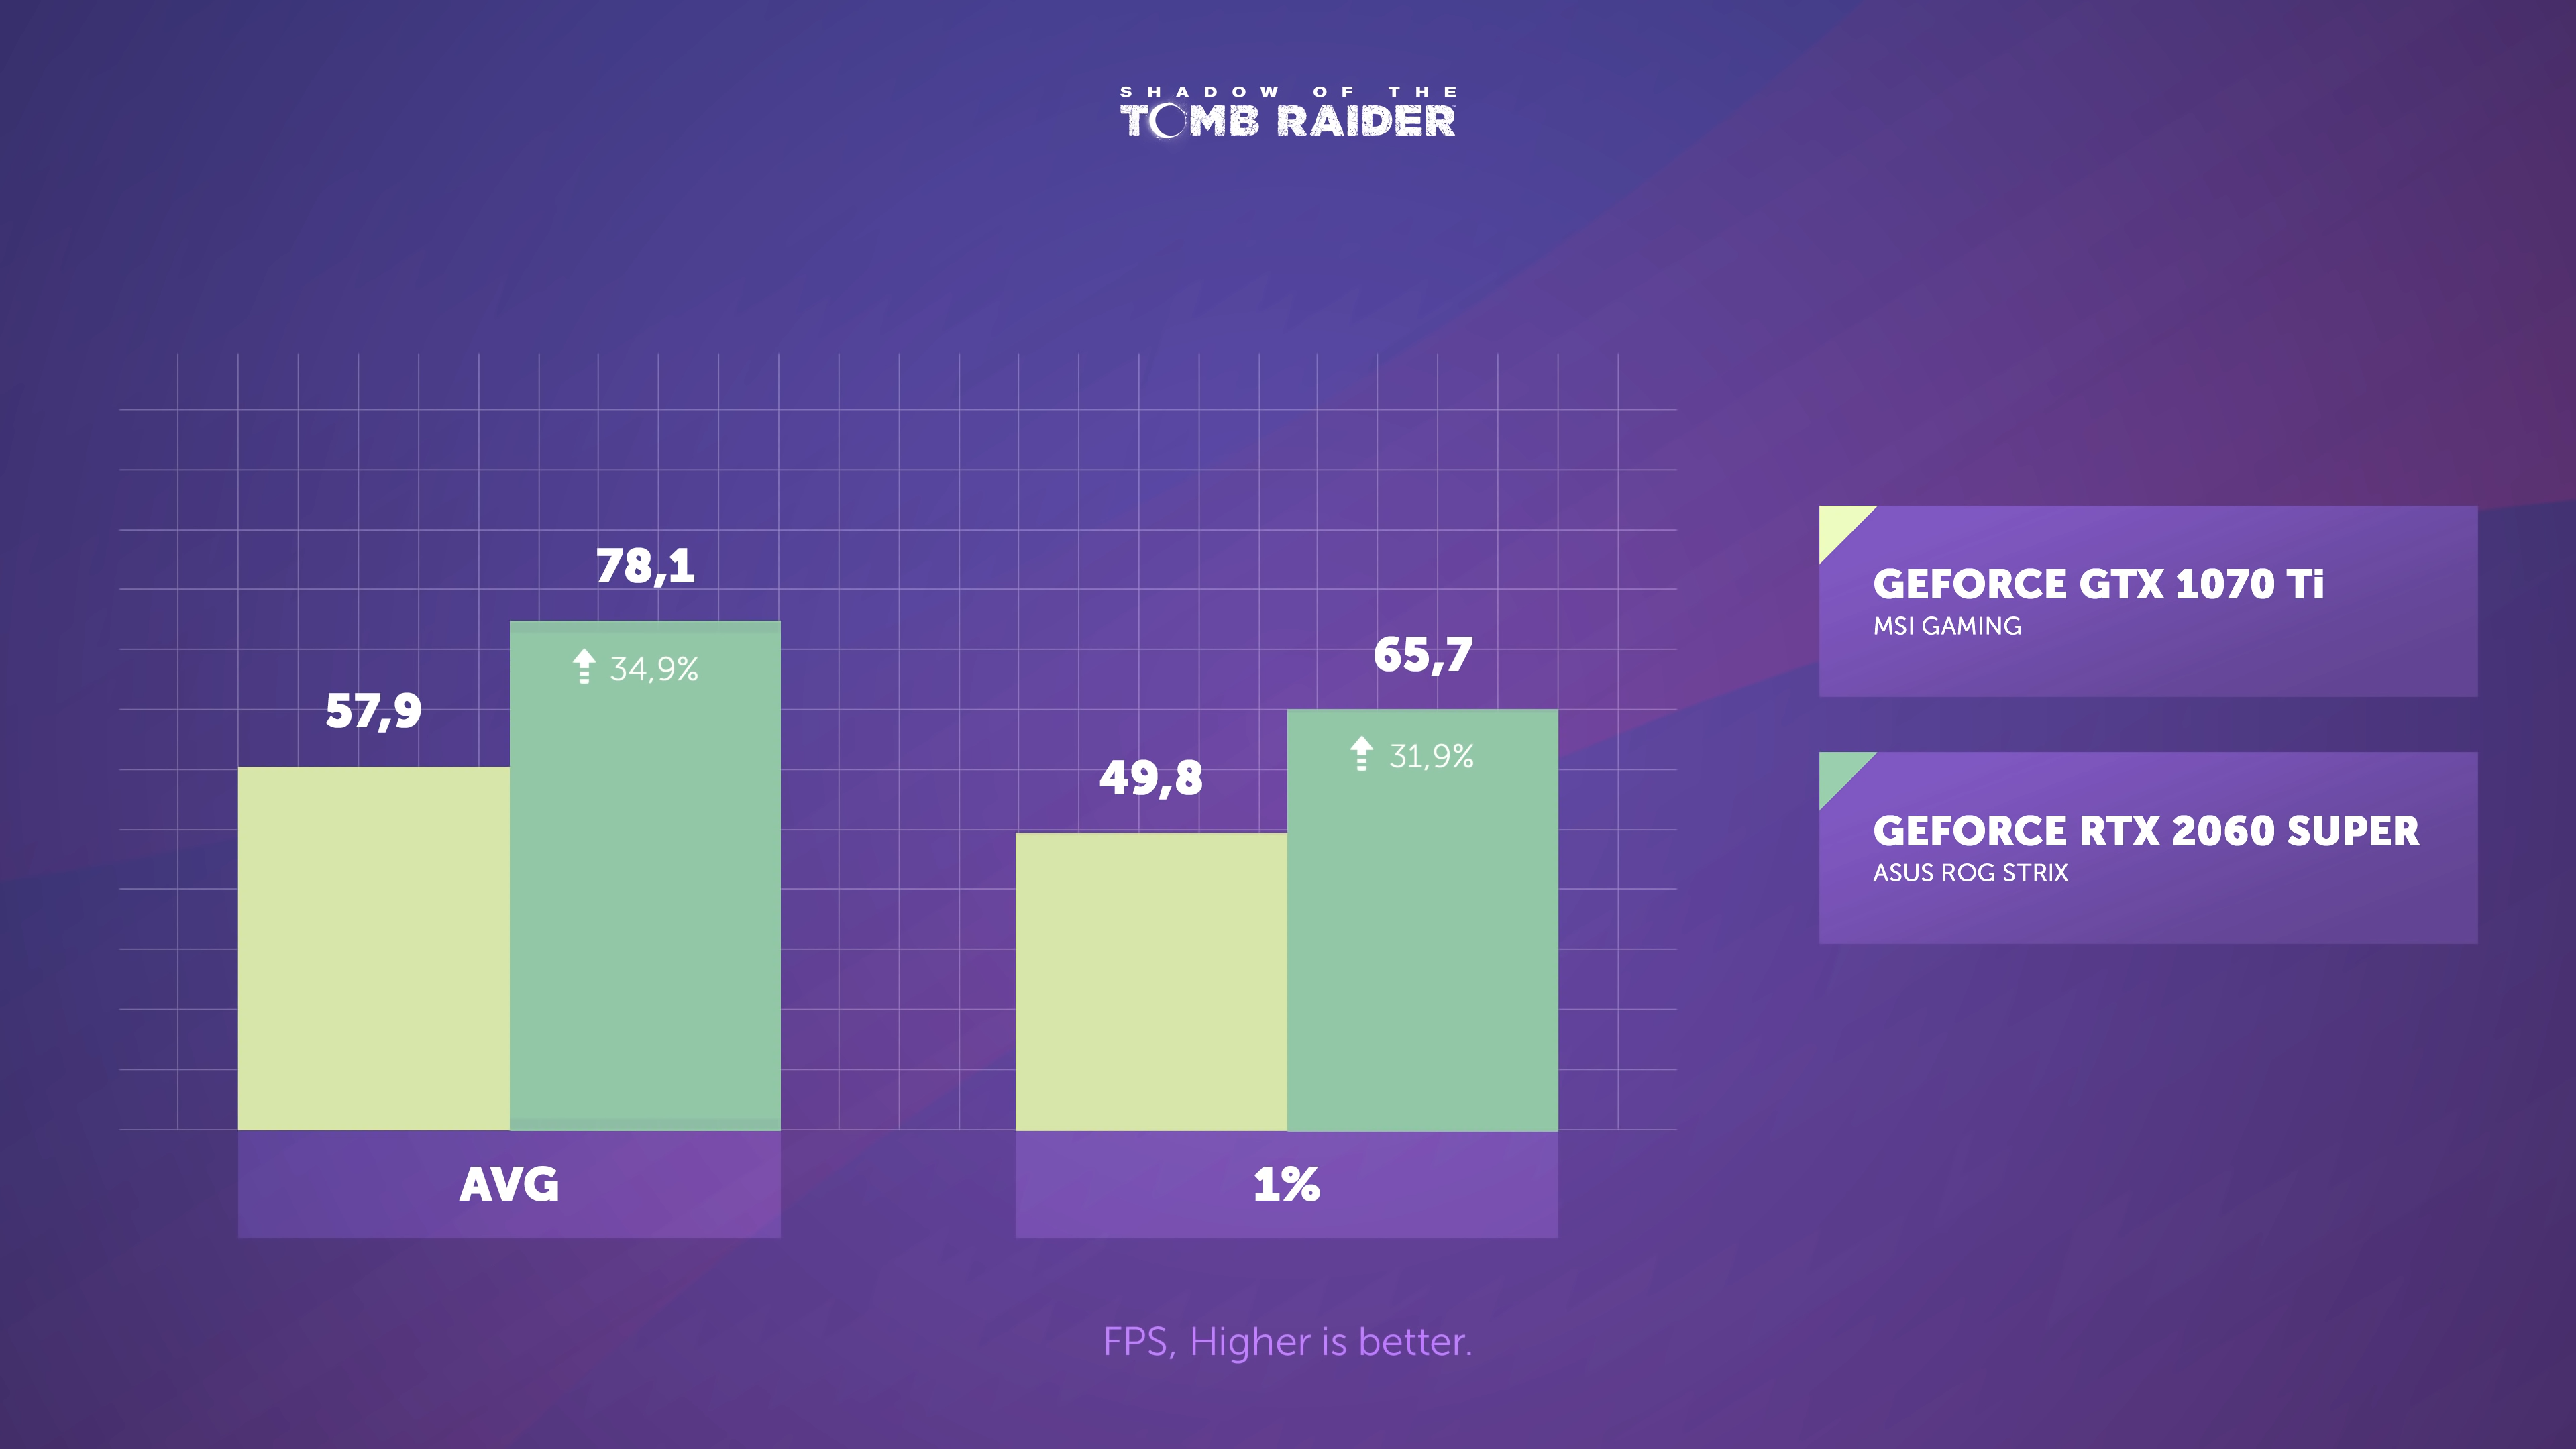 SHADOW OF THE
TOMB RAIDER
78,1
34,9%
57,9
65,7
31,9%
49,8
AVG
1%
GEFORCE GTX 1070 Ti
MSI GAMING
GEFORCE RTX 2060 SUPER
ASUS ROG STRIX
FPS, Higher is better.